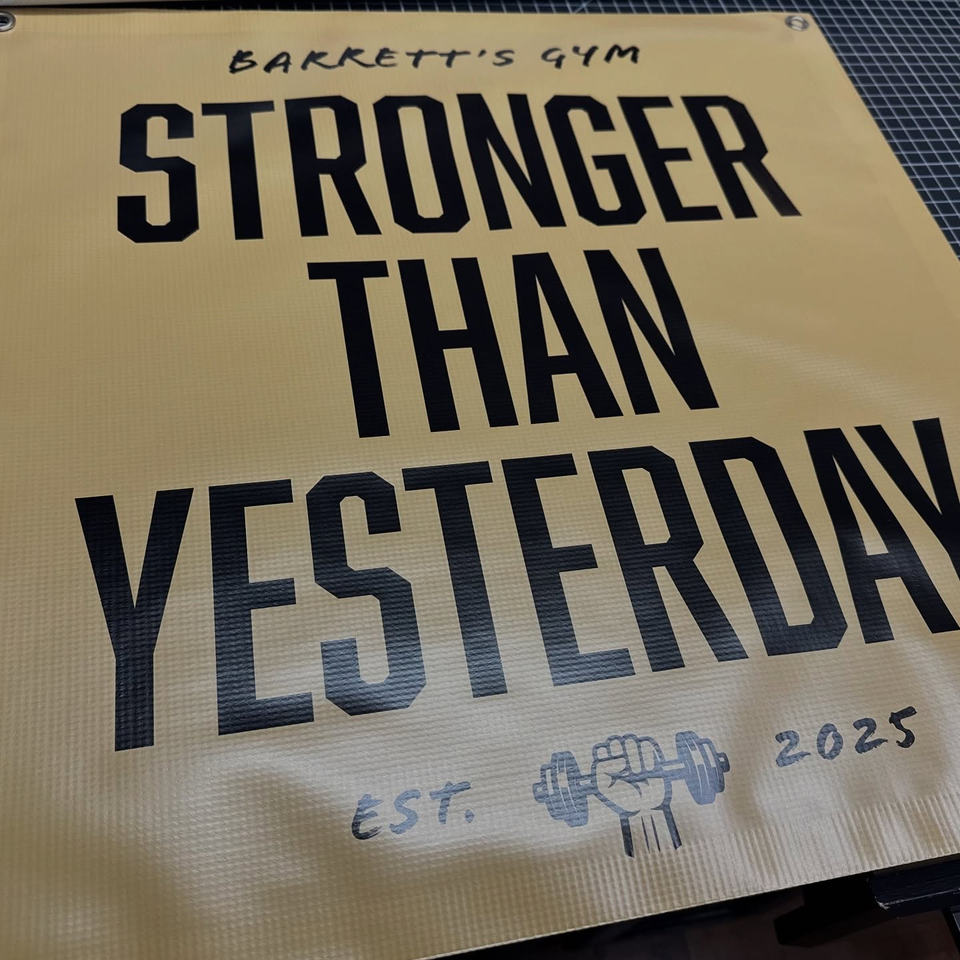 BARRETT'S GYM
STRONGER
THAN
YESTERDAY
EST. 2025